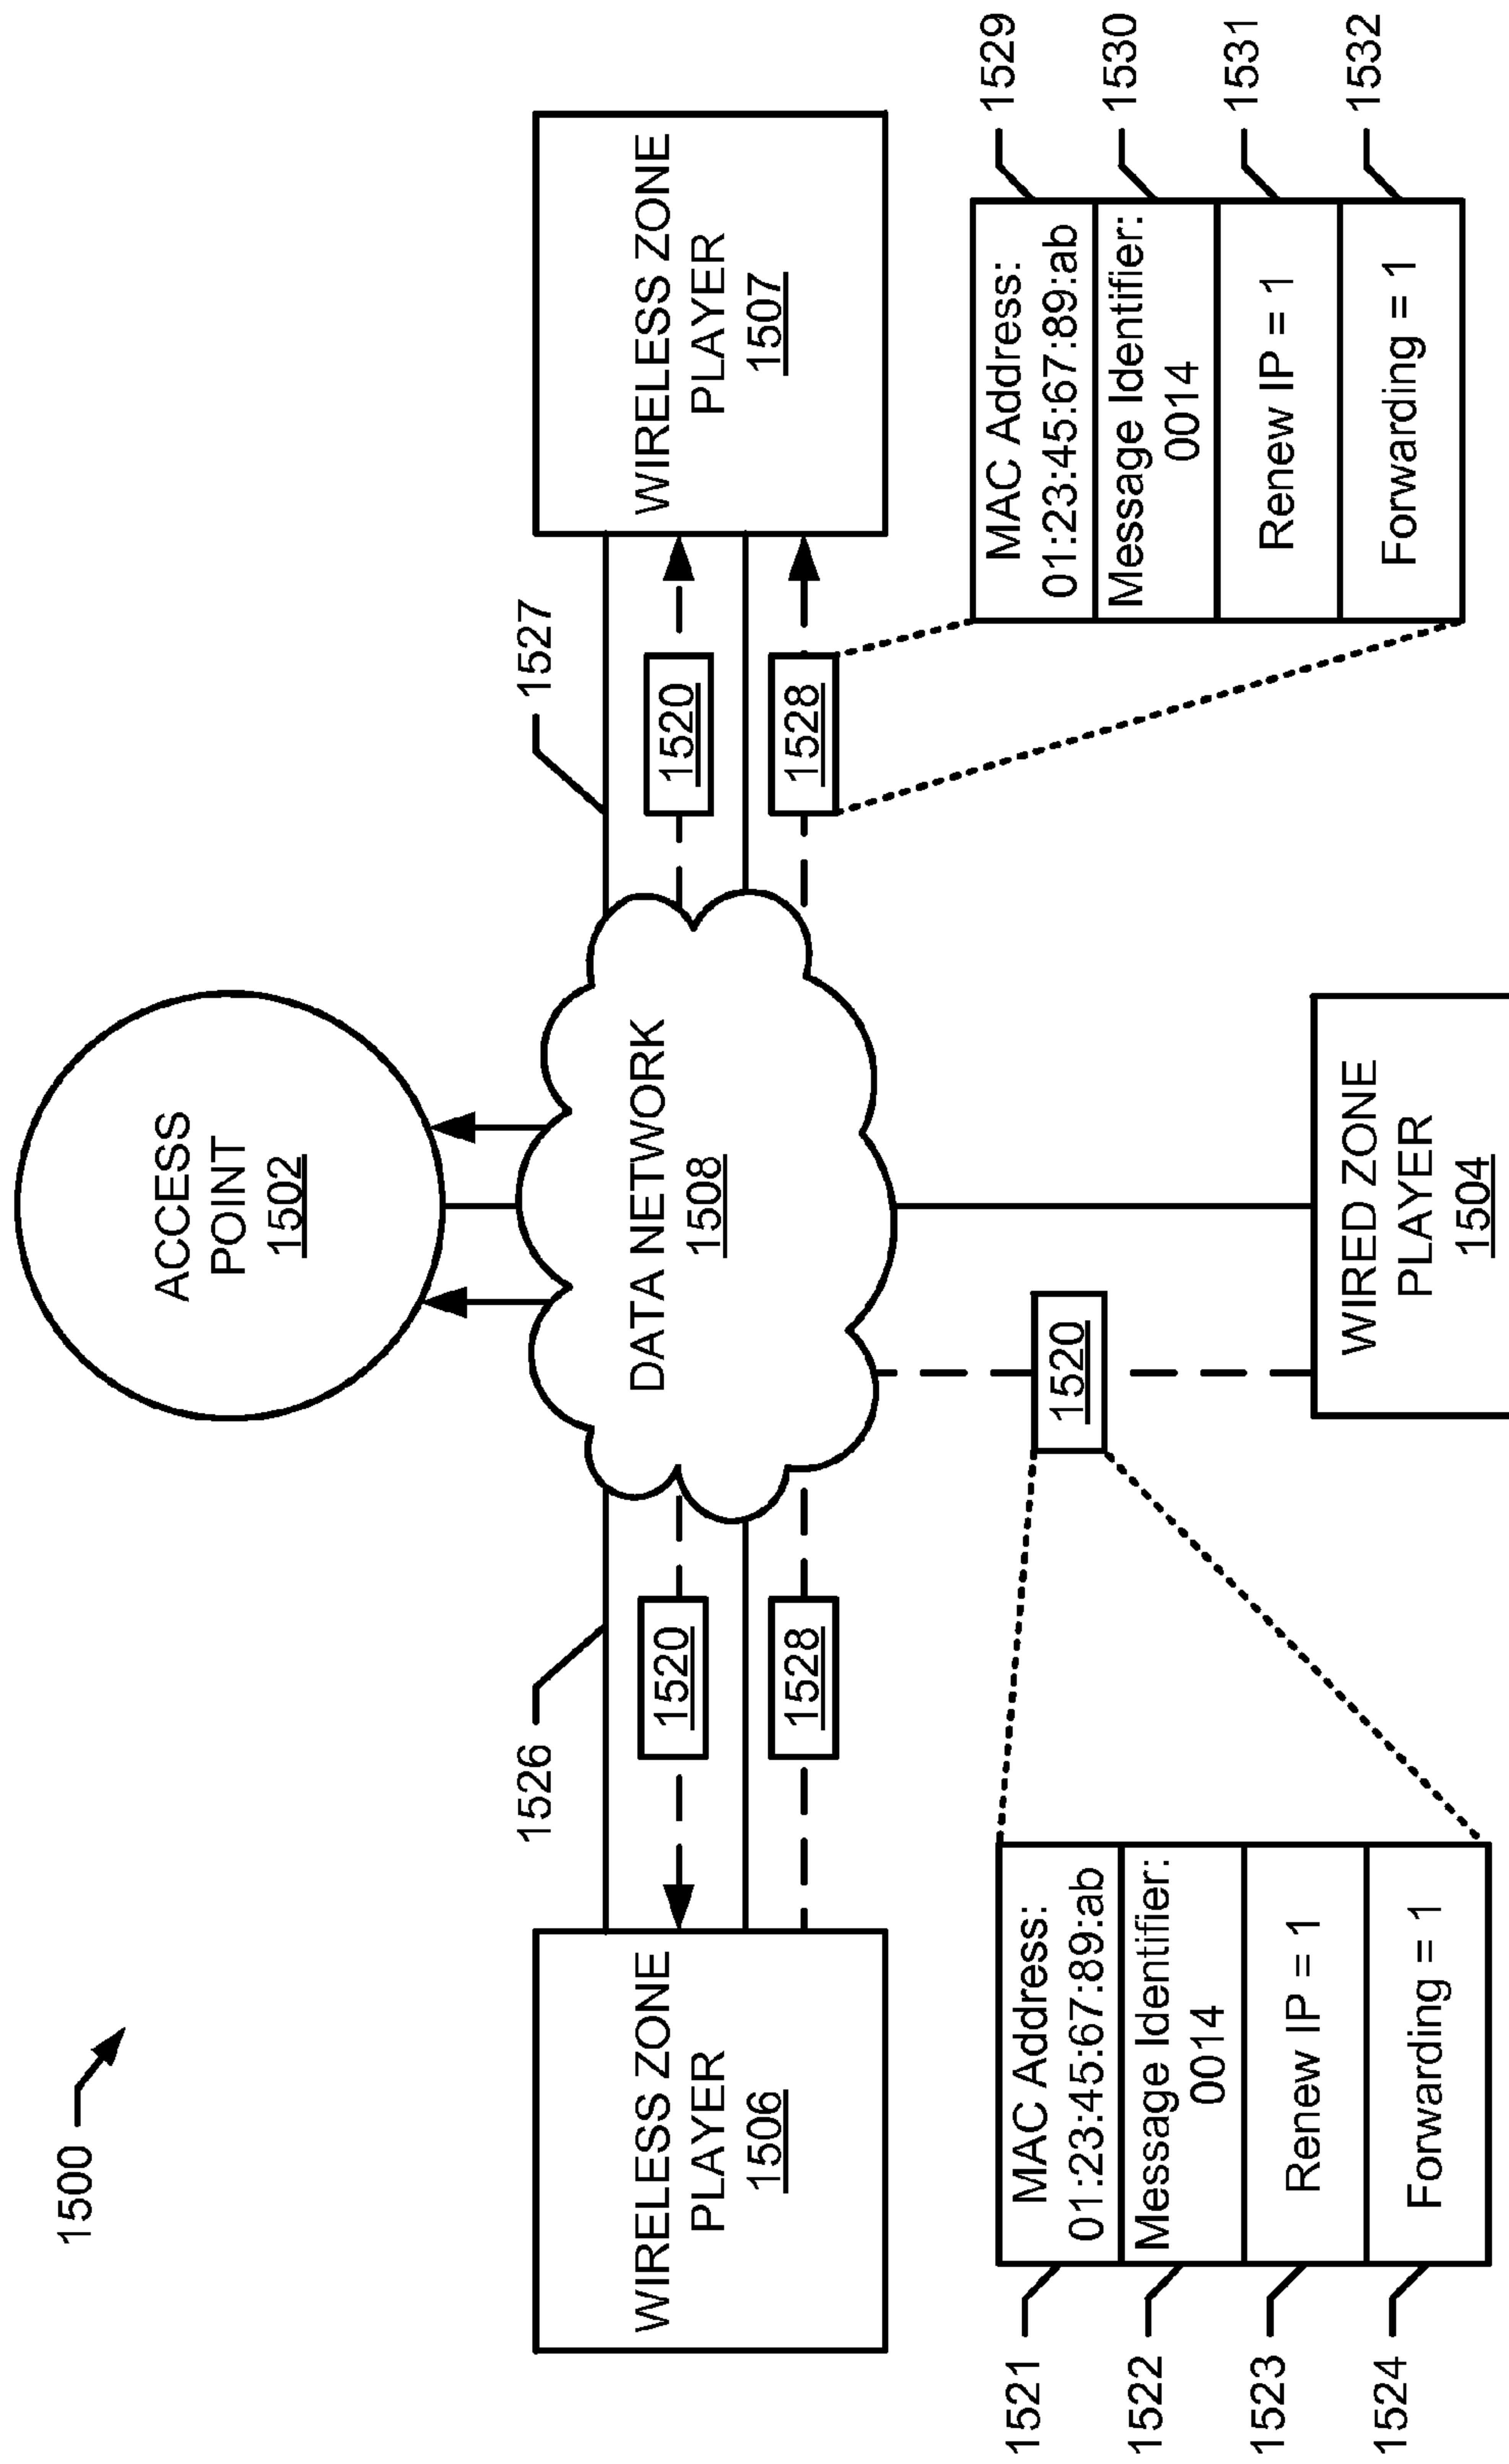 1500
ACCESS
POINT
1502
1526
1527
WIRELESS ZONE
PLAYER
1506
1520
1528
DATA NETWORK
1508
1520
1528
WIRELESS ZONE
PLAYER
1507
1521
1522
1523
1524
MAC Address:
01:23:45:67:89:ab
Message Identifier:
0014
Renew IP = 1
Forwarding = 1
1520
WIRED ZONE
PLAYER
1504
MAC Address:
01:23:45:67:89:ab
Message Identifier:
0014
Renew IP = 1
Forwarding = 1
1529
1530
1531
1532